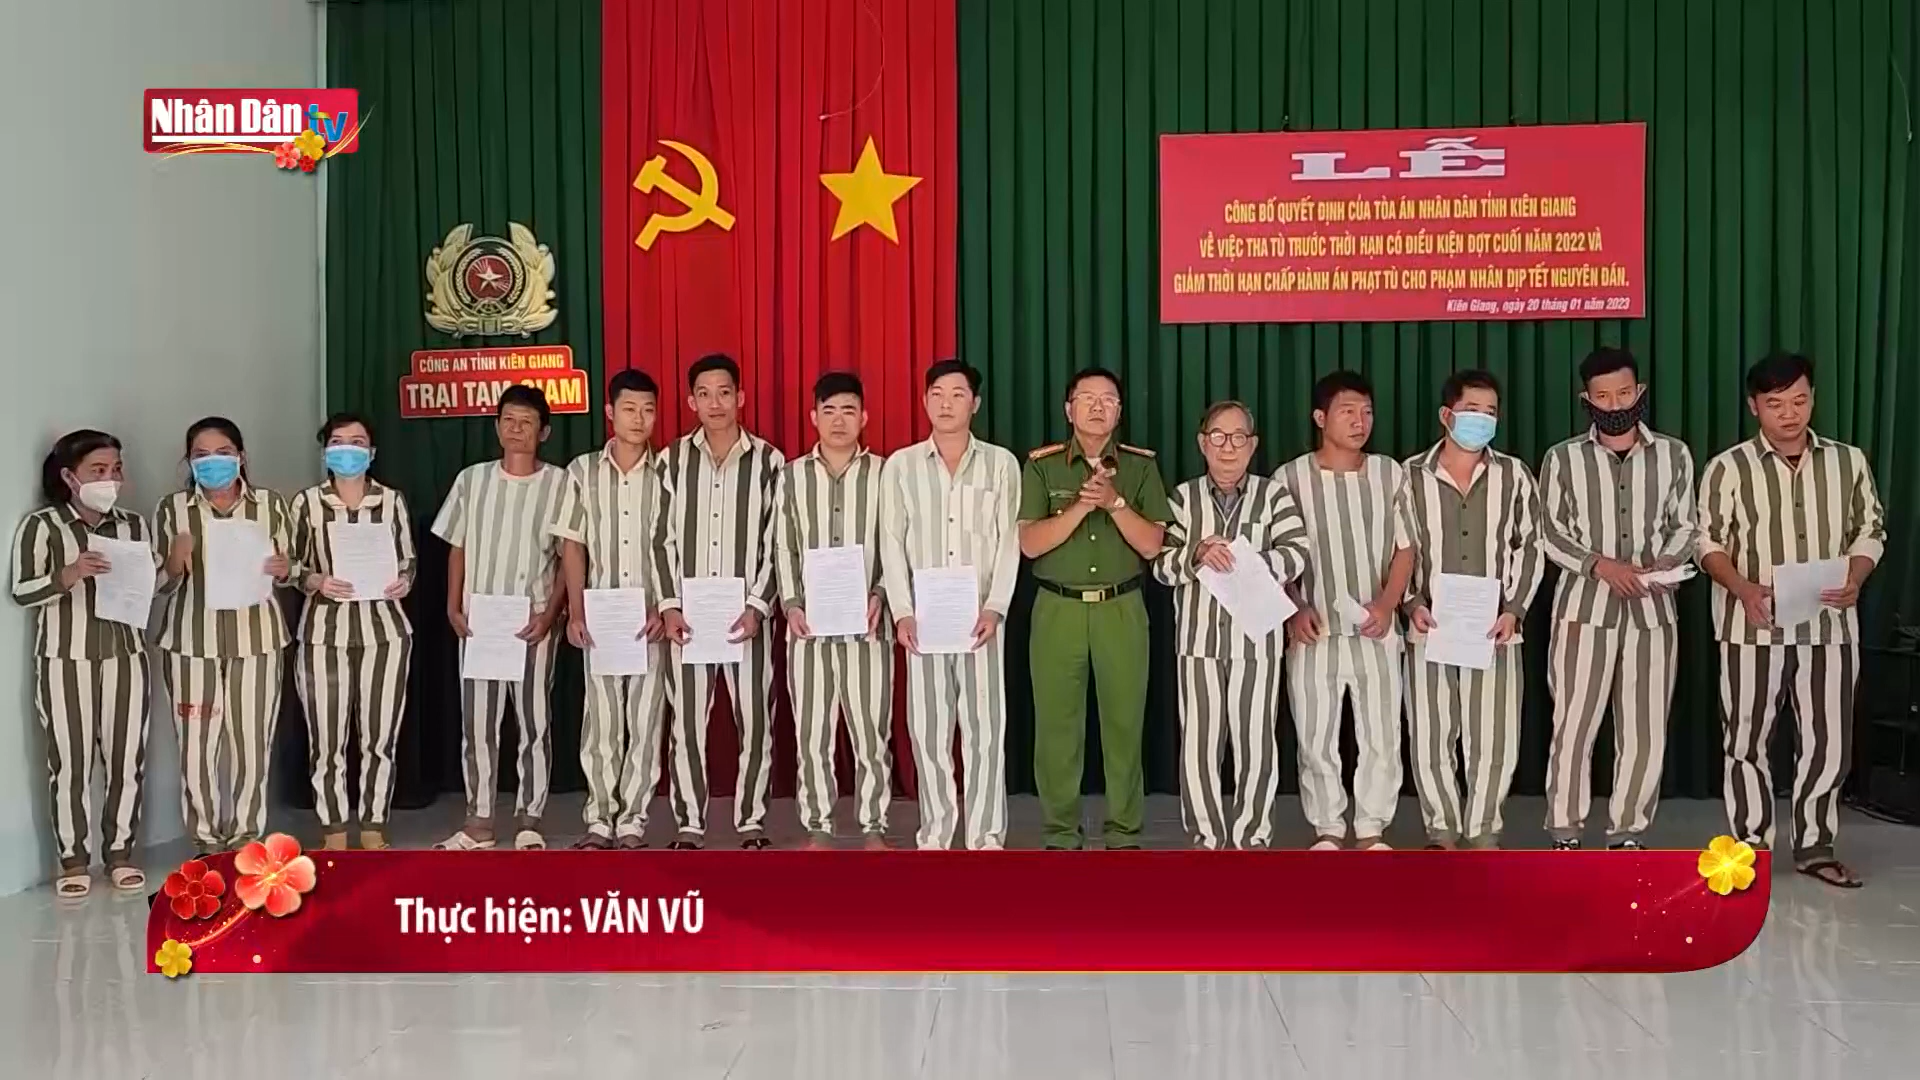 Nhân Dân tv
LỄ
CÔNG BỐ QUYẾT ĐỊNH CỦA TÒA ÁN NHÂN DÂN TỈNH KIÊN GIANG
VỀ VIỆC THA TÙ TRƯỚC THỜI HẠN CÓ ĐIỀU KIỆN ĐỢT CUỐI NĂM 2022 VÀ
GIẢM THỜI HẠN CHẤP HÀNH ÁN PHẠT TÙ CHO PHẠM NHÂN DỊP TẾT NGUYÊN ĐÁN.
Kiên Giang, ngày 20 tháng 01 năm 2023
CÔNG AN TỈNH KIÊN GIANG
TRẠI TẠM GIAM
Thực hiện: VĂN VŨ